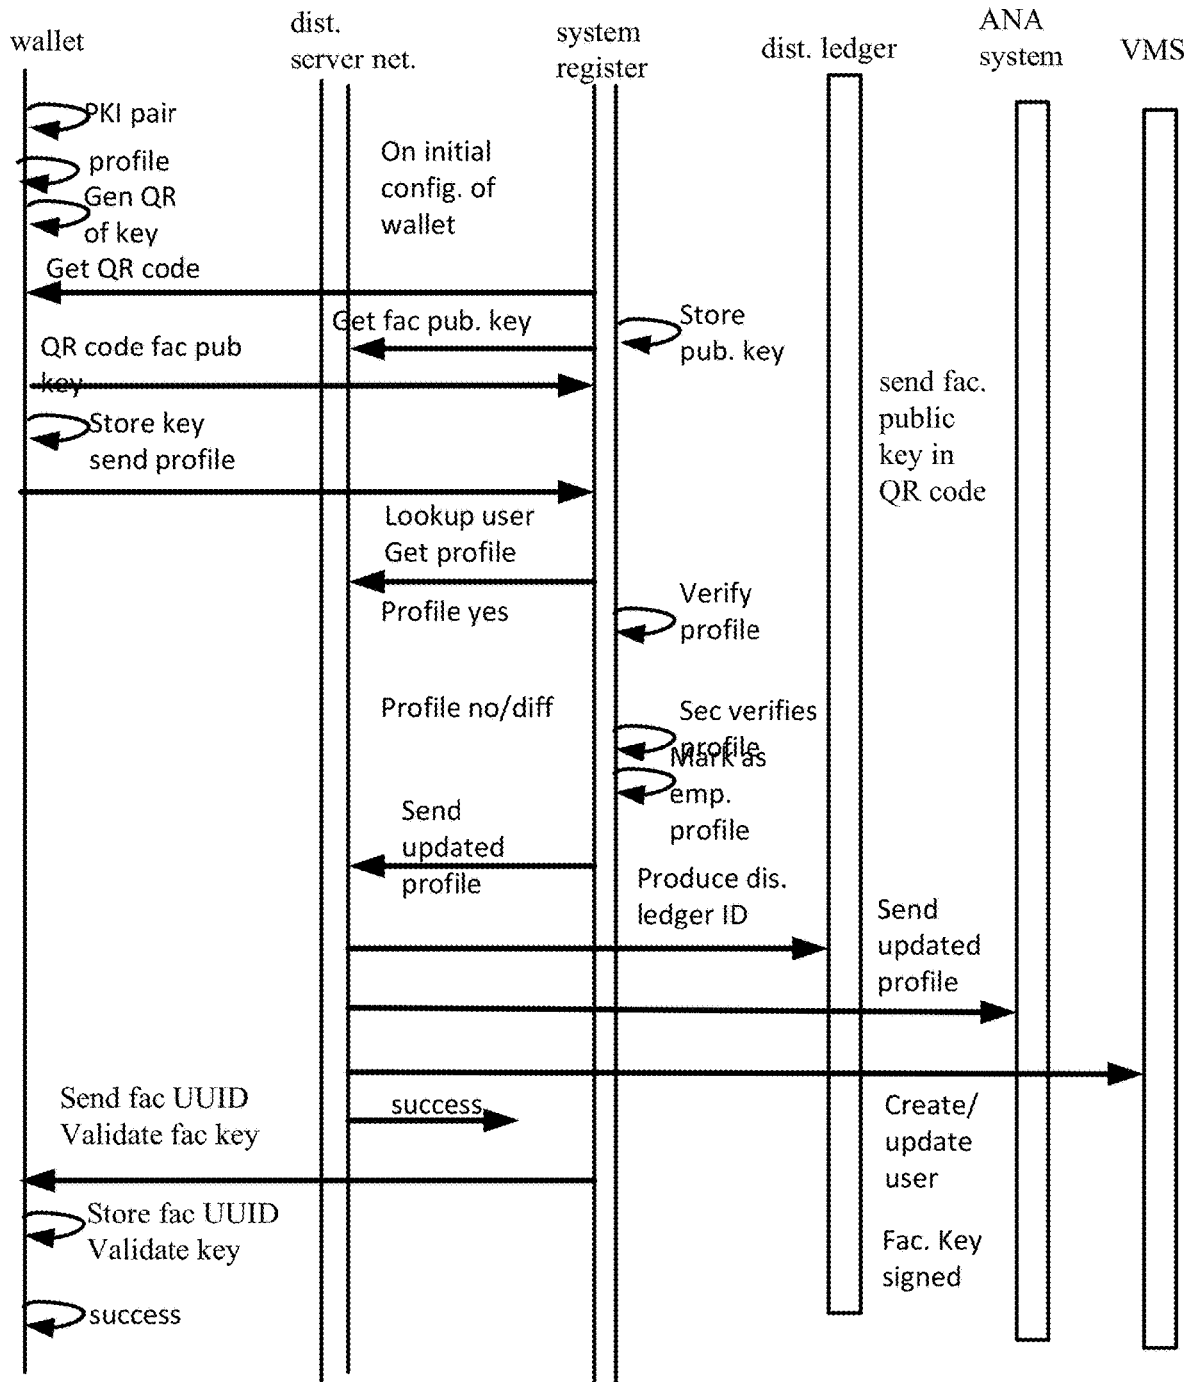 wallet
dist.
server net.
system
register
dist. ledger
ANA
system
VMS
PKI pair
profile
Gen QR
of key
On initial
config. of
wallet
Get QR code
Get fac pub. key
Store
pub. key
QR code fac pub
key
send fac.
public
key in
QR code
Store key
send profile
Lookup user
Get profile
Profile yes
Verify
profile
Profile no/diff
Sec verifies
profile
Mark as
emp.
profile
Send
updated
profile
Produce dis.
ledger ID
Send
updated
profile
Send fac UUID
Validate fac key
success
Create/
update
user
Store fac UUID
Validate key
Fac. Key
signed
success